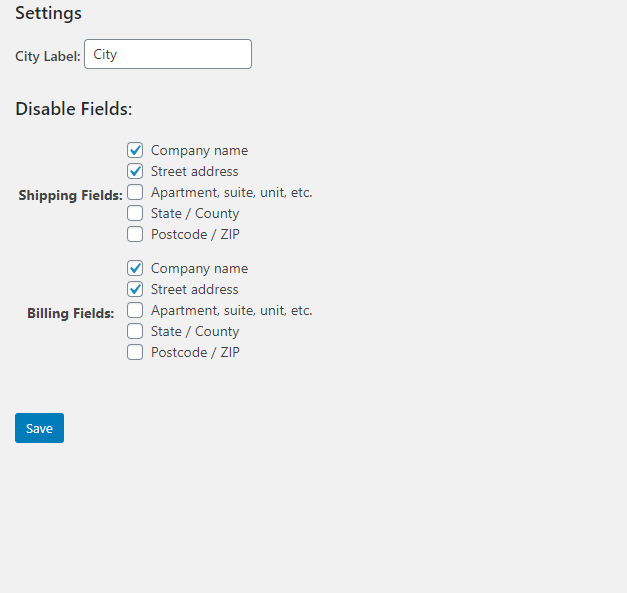 Settings
City Label: City
Disable Fields:
Shipping Fields:
Company name
Street address
Apartment, suite, unit, etc.
State / County
Postcode / ZIP
Billing Fields:
Company name
Street address
Apartment, suite, unit, etc.
State / County
Postcode / ZIP
Save